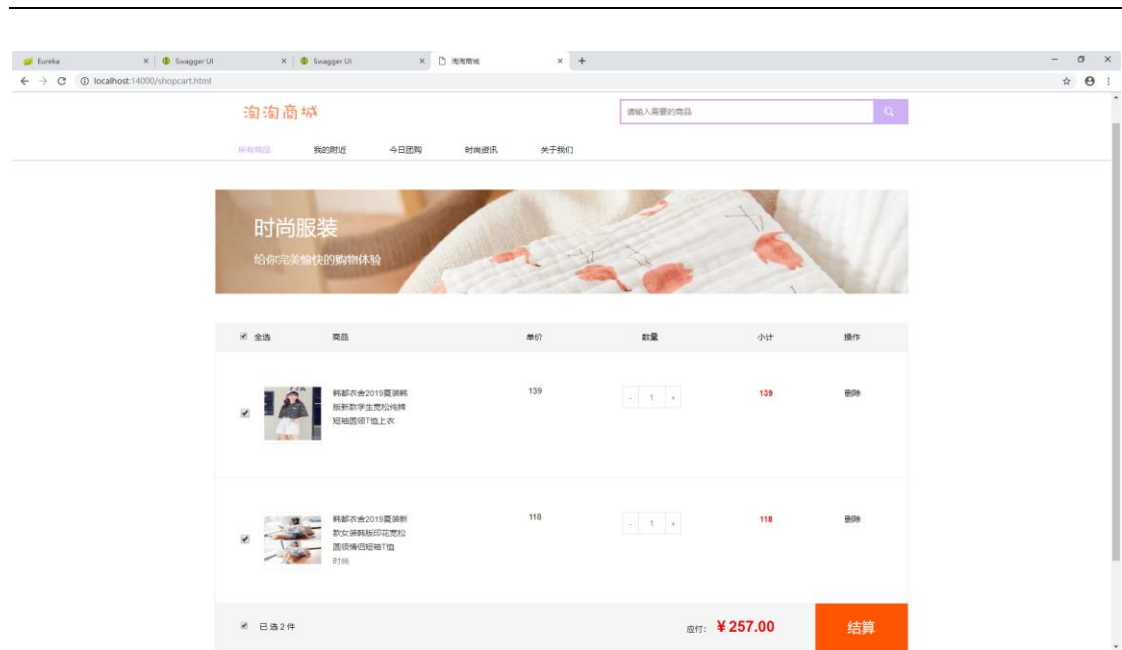 Eureka
Swagger UI
Swagger UI
淘淘商城
localhost:14000/shopcart.html
淘淘商城
请输入需要的商品
所有商品 我的附近 今日团购 时尚资讯 关于我们
时尚服装
给你完美愉快的购物体验
全选 商品 单价 数量 小计 操作
韩都衣舍2019夏装韩
版新款学生宽松纯棉
短袖圆领T恤上衣
139 - 1 + 139 删除
韩都衣舍2019夏装新
款女装韩版印花宽松
圆领情侣短袖T恤
时尚
118 - 1 + 118 删除
已选2件 应付: ¥257.00 结算